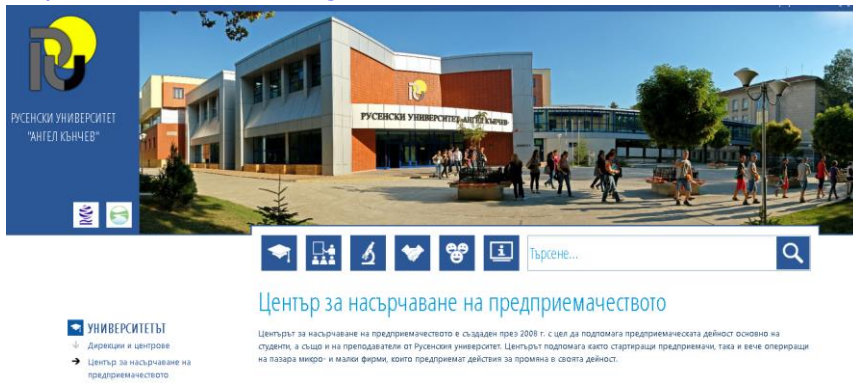 РУСЕНСКИ УНИВЕРСИТЕТ
"АНГЕЛ КЪНЧЕВ"
РУСЕНСКИ УНИВЕРСИТЕТ "АНГЕЛ КЪНЧЕВ"
Търсене...
Център за насърчаване на предприемачеството
УНИВЕРСИТЕТЪТ
Дирекции и центрове
Център за насърчаване на
предприемачеството
Центърът за насърчаване на предприемачеството е създаден през 2008 г. с цел да подпомага предприемаческата дейност основно на
студенти, а също и на преподаватели от Русенския университет. Центърът подпомага както стартиращи предприемачи, така и вече опериращи
на пазара микро- и малки фирми, които предприемат действия за промяна в своята дейност.